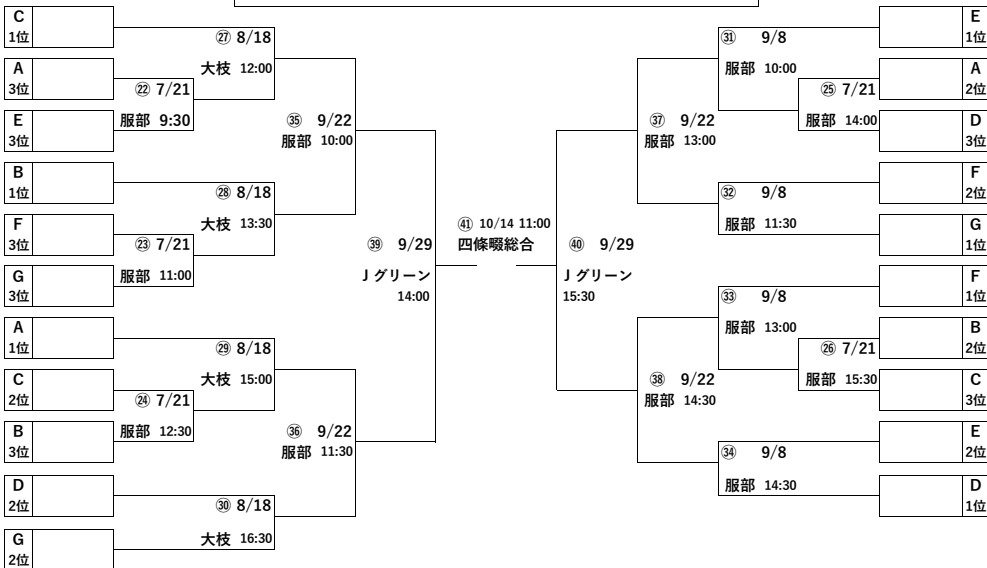 C
1位
㉗ 8/18
大枝 12:00
A
3位
㉒ 7/21
服部 9:30
E
3位
㉟ 9/22
服部 10:00
B
1位
㉘ 8/18
大枝 13:30
F
3位
㉓ 7/21
服部 11:00
G
3位
㊴ 9/29
Jグリーン
14:00
A
1位
㉙ 8/18
大枝 15:00
C
2位
㉔ 7/21
服部 12:30
B
3位
㊱ 9/22
服部 11:30
D
2位
㉚ 8/18
大枝 16:30
G
2位
㊶ 10/14 11:00
四條畷総合
㊵ 9/29
Jグリーン
15:30
E
1位
㉛ 9/8
服部 10:00
A
2位
㉕ 7/21
服部 14:00
D
3位
㊲ 9/22
服部 13:00
F
2位
㉜ 9/8
服部 11:30
G
1位
F
1位
㉝ 9/8
服部 13:00
B
2位
㉖ 7/21
服部 15:30
C
3位
㊳ 9/22
服部 14:30
E
2位
㉞ 9/8
服部 14:30
D
1位